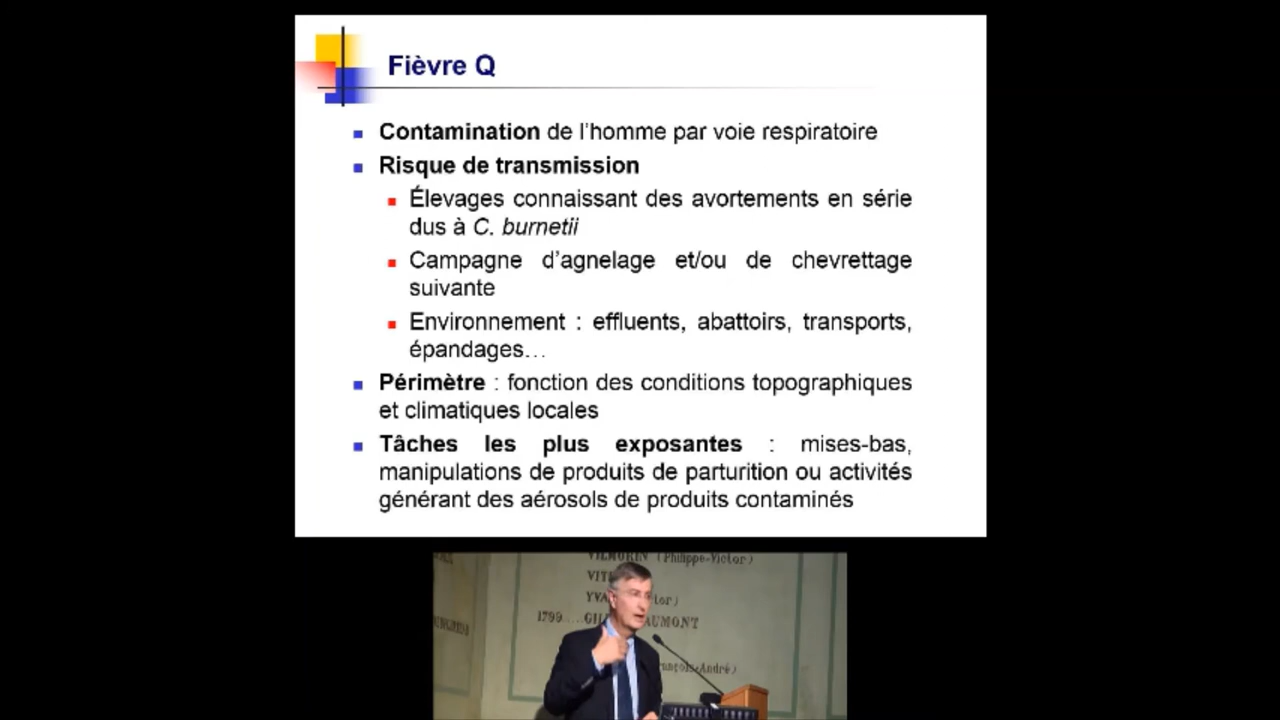 Fièvre Q
Contamination de l'homme par voie respiratoire
Risque de transmission
Élevages connaissant des avortements en série
dus à C. burnetii
Campagne d'agnelage et/ou de chevrettage
suivante
Environnement : effluents, abattoirs, transports,
épandages…
Périmètre : fonction des conditions topographiques
et climatiques locales
Tâches les plus exposantes : mises-bas,
manipulations de produits de parturition ou activités
générant des aérosols de produits contaminés
VILMORIN (Philippe-Victor)
1799